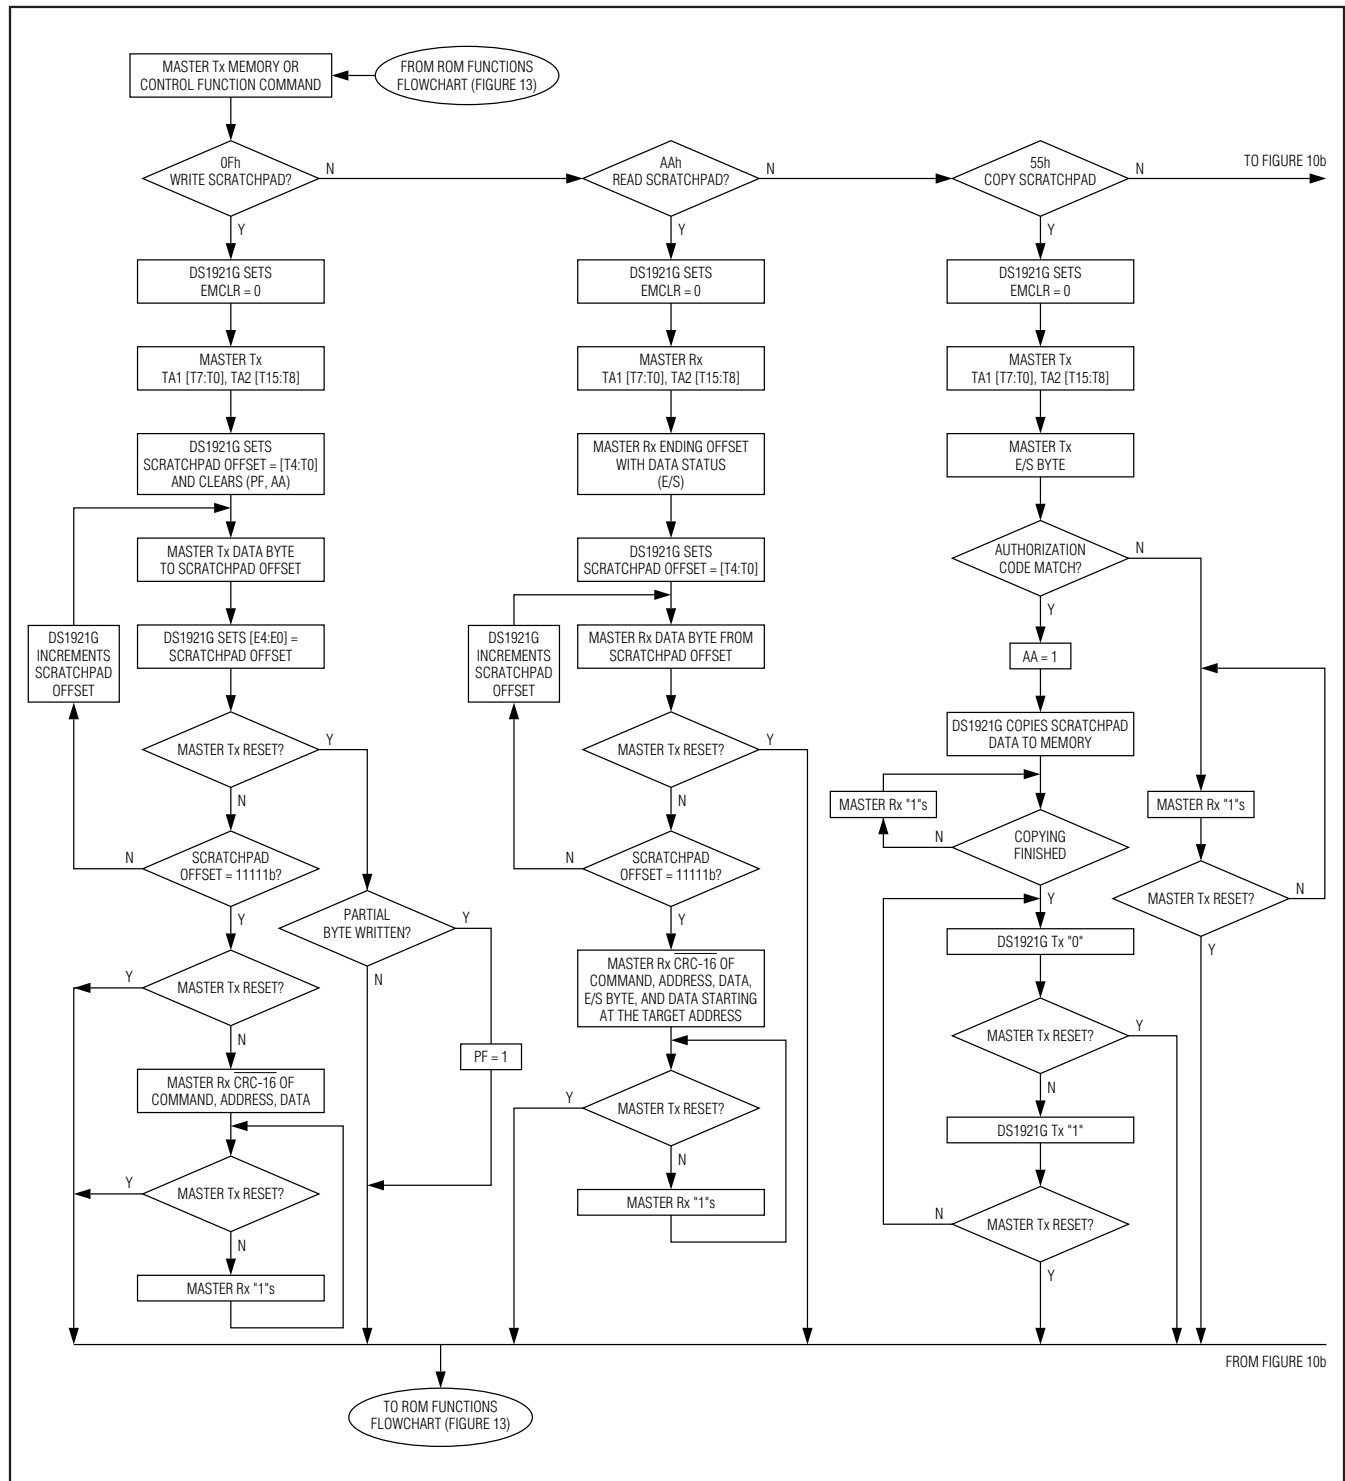 MASTER Tx MEMORY OR
CONTROL FUNCTION COMMAND
FROM ROM FUNCTIONS
FLOWCHART (FIGURE 13)
0Fh
WRITE SCRATCHPAD?
N
Y
DS1921G SETS
EMCLR = 0
MASTER Tx
TA1 [T7:T0], TA2 [T15:T8]
DS1921G SETS
SCRATCHPAD OFFSET = [T4:T0]
AND CLEARS (PF, AA)
MASTER Tx DATA BYTE
TO SCRATCHPAD OFFSET
DS1921G SETS [E4:E0] =
SCRATCHPAD OFFSET
DS1921G
INCREMENTS
SCRATCHPAD
OFFSET
MASTER Tx RESET?
Y
N
SCRATCHPAD
OFFSET = 11111b?
N
Y
PARTIAL
BYTE WRITTEN?
Y
N
PF = 1
MASTER Tx RESET?
Y
N
MASTER Rx CRC-16 OF
COMMAND, ADDRESS, DATA
MASTER Tx RESET?
Y
N
MASTER Rx "1"s
AAh
READ SCRATCHPAD?
N
Y
DS1921G SETS
EMCLR = 0
MASTER Rx
TA1 [T7:T0], TA2 [T15:T8]
MASTER Rx ENDING OFFSET
WITH DATA STATUS
(E/S)
DS1921G SETS
SCRATCHPAD OFFSET = [T4:T0]
MASTER Rx DATA BYTE FROM
SCRATCHPAD OFFSET
DS1921G
INCREMENTS
SCRATCHPAD
OFFSET
MASTER Tx RESET?
Y
N
SCRATCHPAD
OFFSET = 11111b?
N
Y
MASTER Rx CRC-16 OF
COMMAND, ADDRESS, DATA,
E/S BYTE, AND DATA STARTING
AT THE TARGET ADDRESS
MASTER Tx RESET?
Y
N
MASTER Rx "1"s
55h
COPY SCRATCHPAD
N
TO FIGURE 10b
Y
DS1921G SETS
EMCLR = 0
MASTER Tx
TA1 [T7:T0], TA2 [T15:T8]
MASTER Tx
E/S BYTE
AUTHORIZATION
CODE MATCH?
N
Y
AA = 1
DS1921G COPIES SCRATCHPAD
DATA TO MEMORY
MASTER Rx "1"s
COPYING
FINISHED
N
Y
MASTER Rx "1"s
MASTER Tx RESET?
N
Y
DS1921G Tx "0"
MASTER Tx RESET?
Y
N
DS1921G Tx "1"
MASTER Tx RESET?
N
Y
FROM FIGURE 10b
TO ROM FUNCTIONS
FLOWCHART (FIGURE 13)